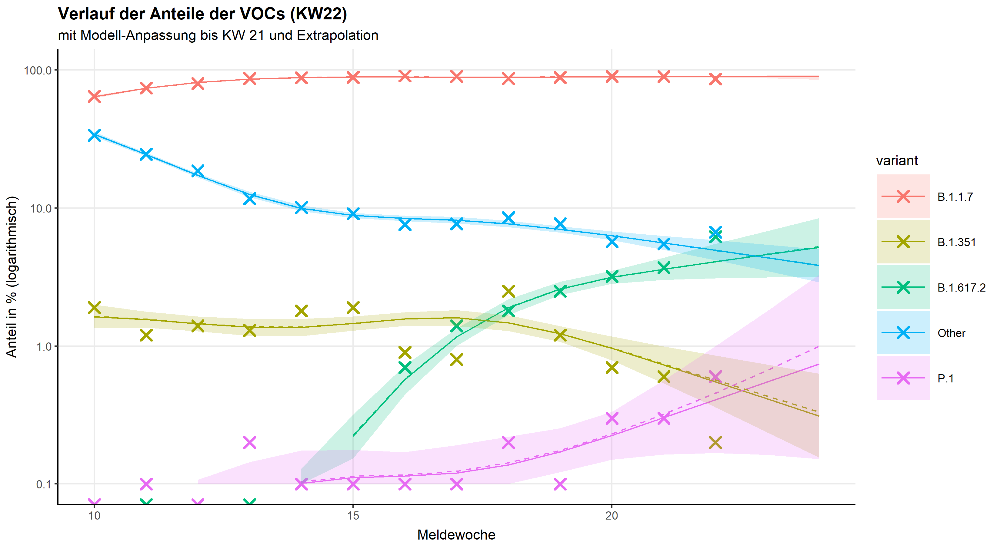 Verlauf der Anteile der VOCs (KW22)
mit Modell-Anpassung bis KW 21 und Extrapolation
Anteil in % (logarithmisch)
100.0
10.0
1.0
0.1
10
15
20
Meldewoche
variant
B.1.1.7
B.1.351
B.1.617.2
Other
P.1